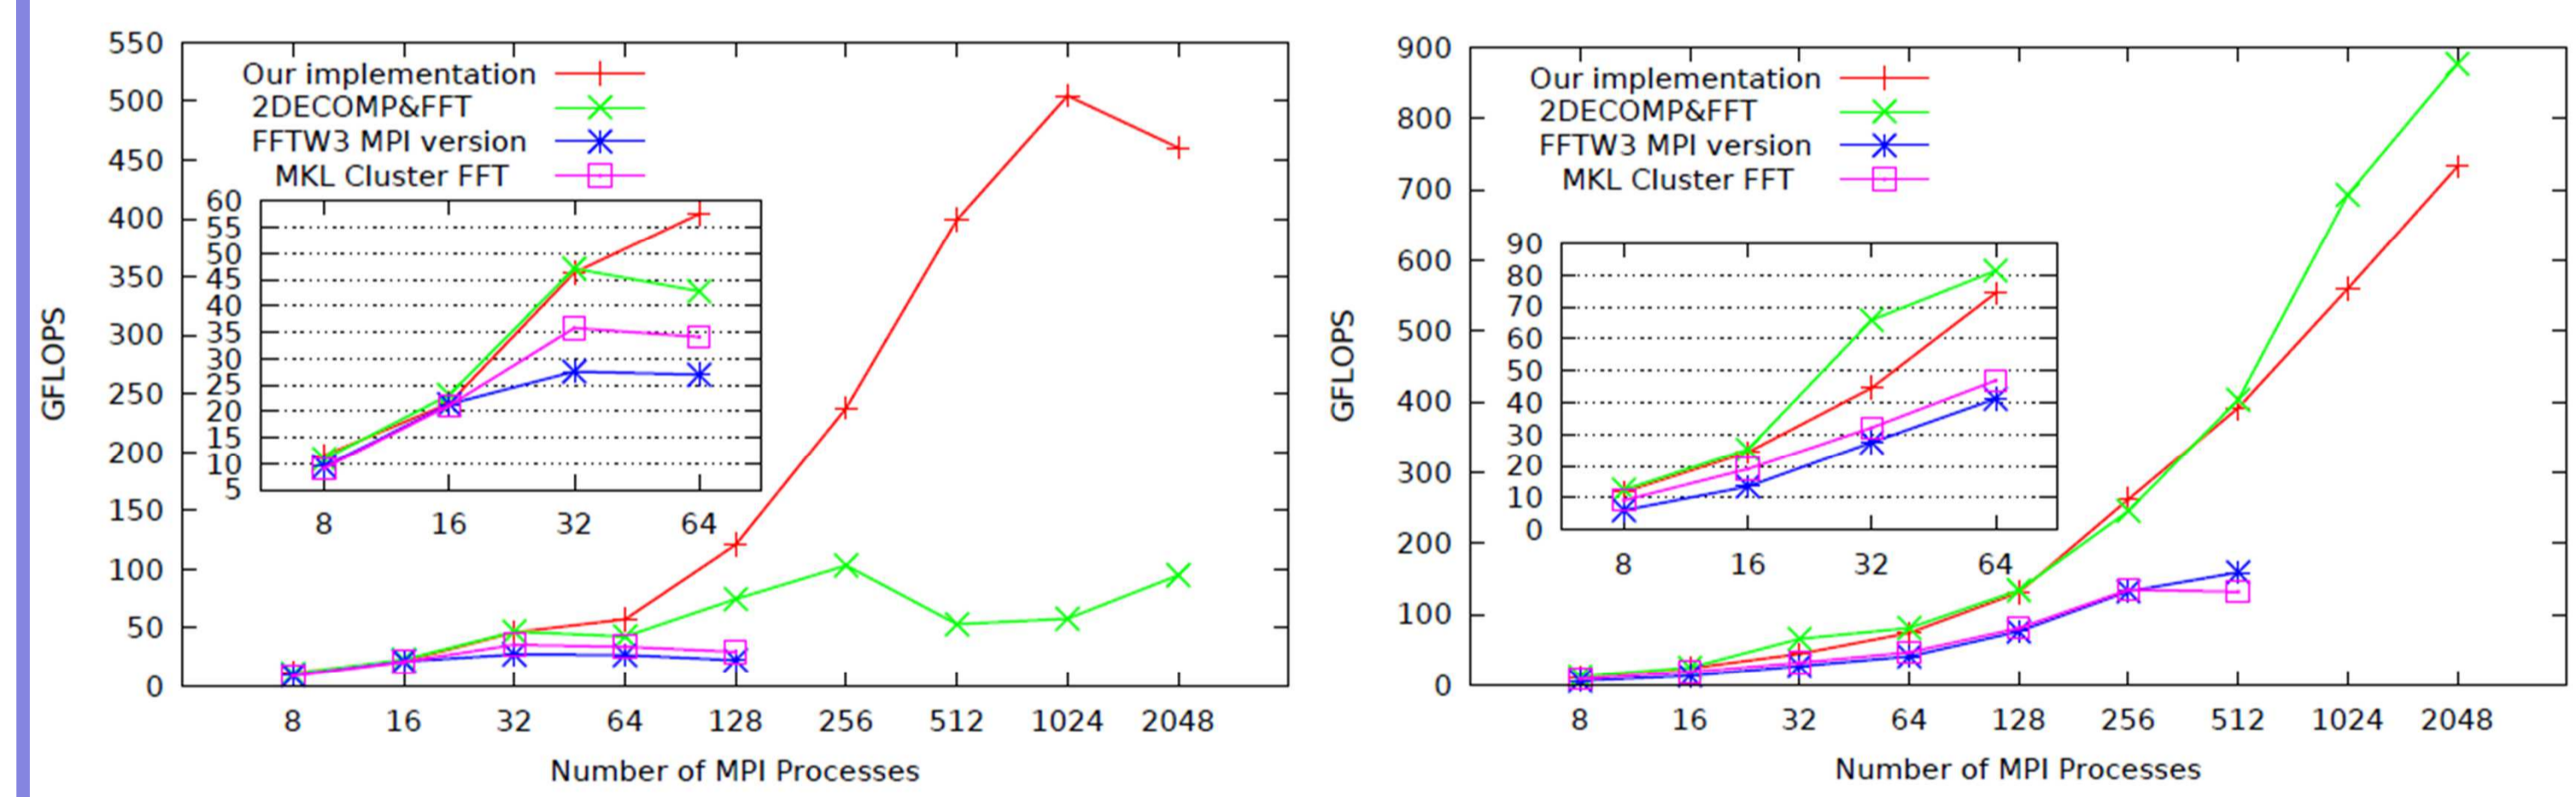 550
500
450
400
350
300
250
200
150
100
50
0
GFLOPS
Our implementation
2DECOMP&FFT
FFTW3 MPI version
MKL Cluster FFT
60
55
50
45
40
35
30
25
20
15
10
5
8 16 32 64
8 16 32 64 128 256 512 1024 2048
Number of MPI Processes
900
800
700
600
500
400
300
200
100
0
GFLOPS
Our implementation
2DECOMP&FFT
FFTW3 MPI version
MKL Cluster FFT
90
80
70
60
50
40
30
20
10
0
8 16 32 64
8 16 32 64 128 256 512 1024 2048
Number of MPI Processes